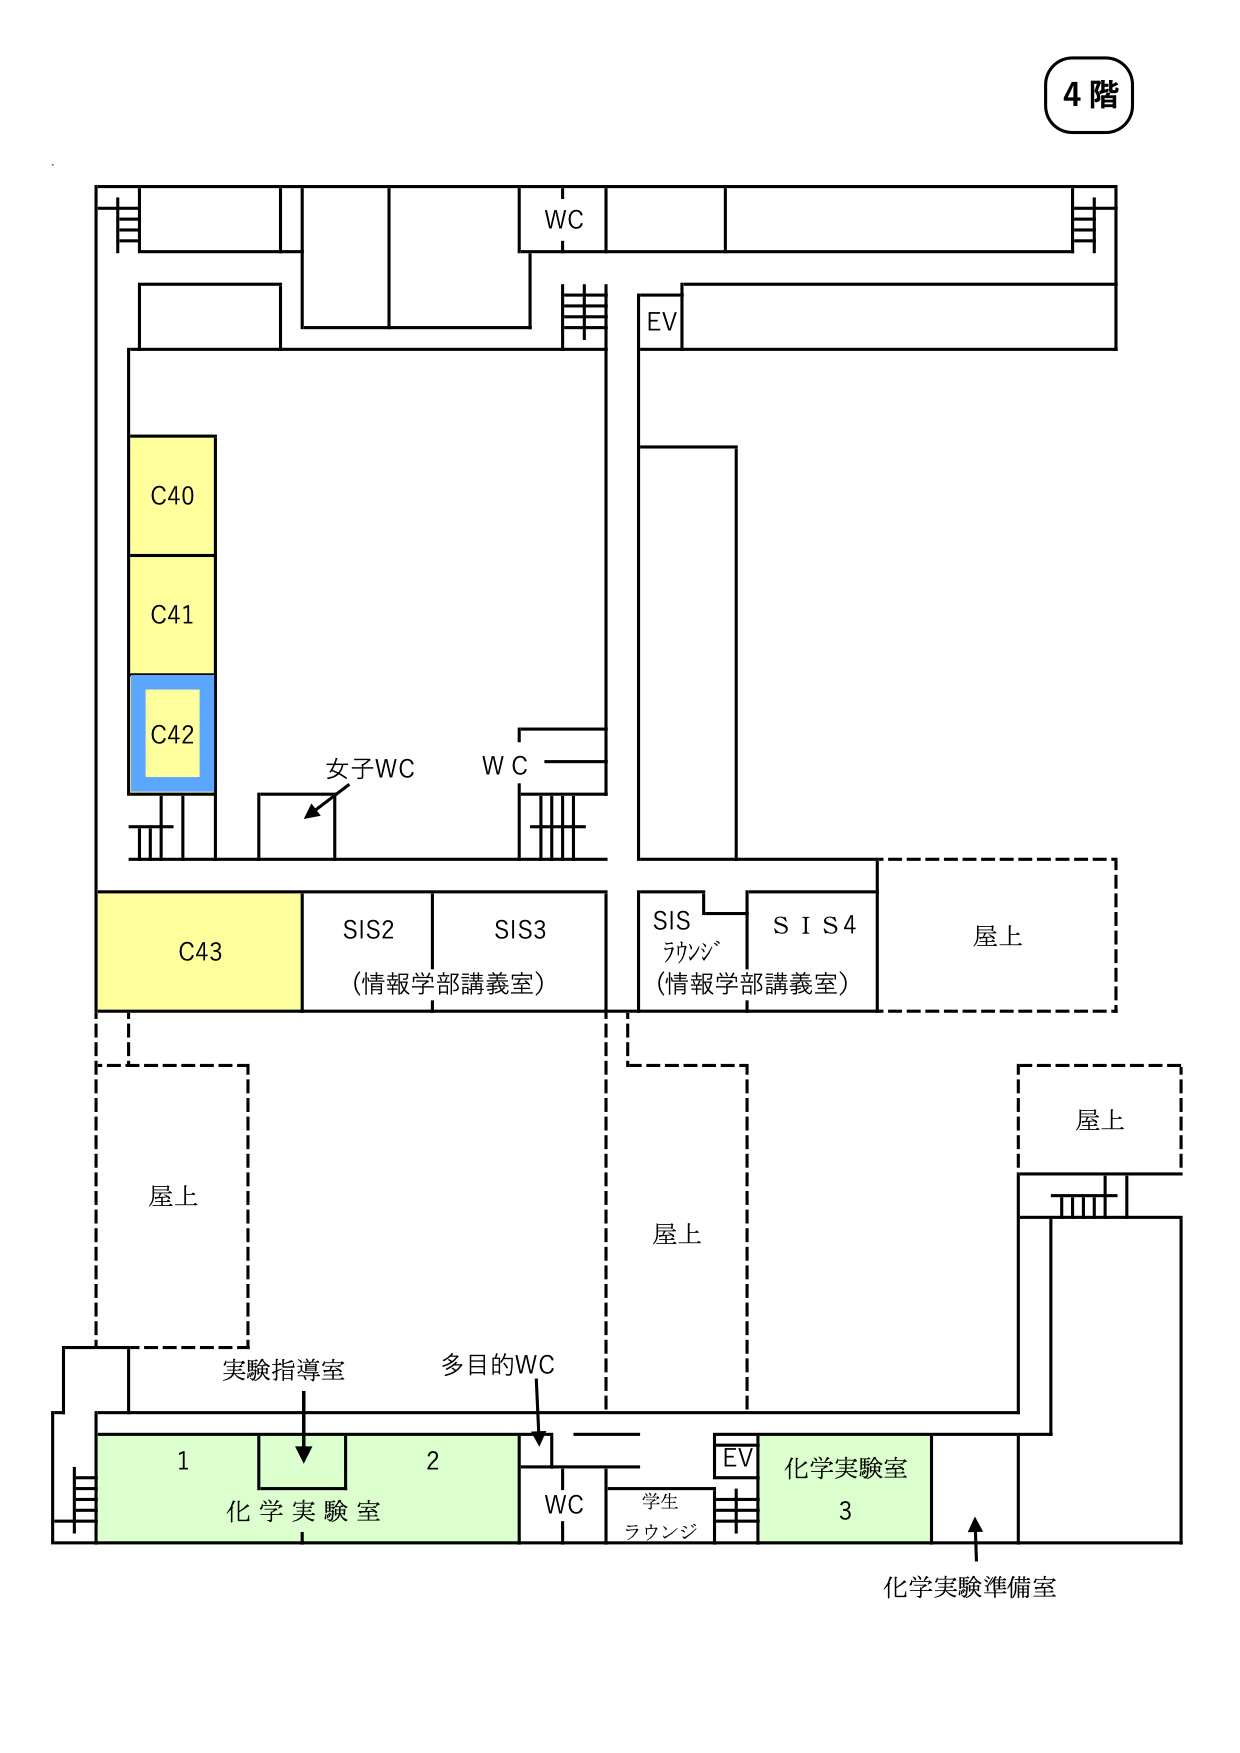 4 階
WC
EV
C40
C41
C42
女子WC
ＷＣ
C43
SIS2
SIS3
(情報学部講義室)
SIS
ﾗｳﾝｼﾞ
ＳＩＳ4
(情報学部講義室)
屋上
屋上
屋上
屋上
実験指導室
多目的WC
1
2
化 学 実 験 室
WC
学生
ラウンジ
EV
化学実験室
3
化学実験準備室